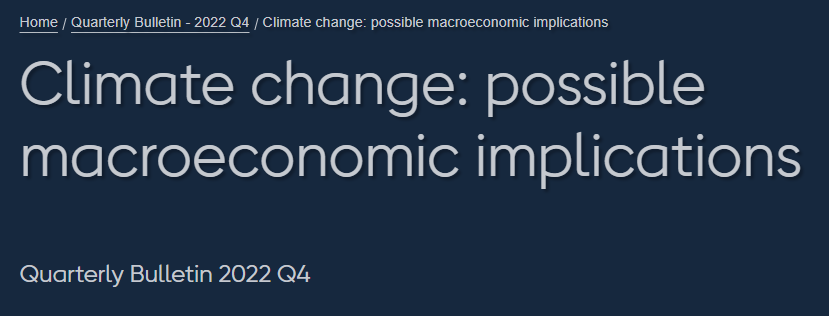 Home / Quarterly Bulletin - 2022 Q4 / Climate change: possible macroeconomic implications
Climate change: possible
macroeconomic implications
Quarterly Bulletin 2022 Q4